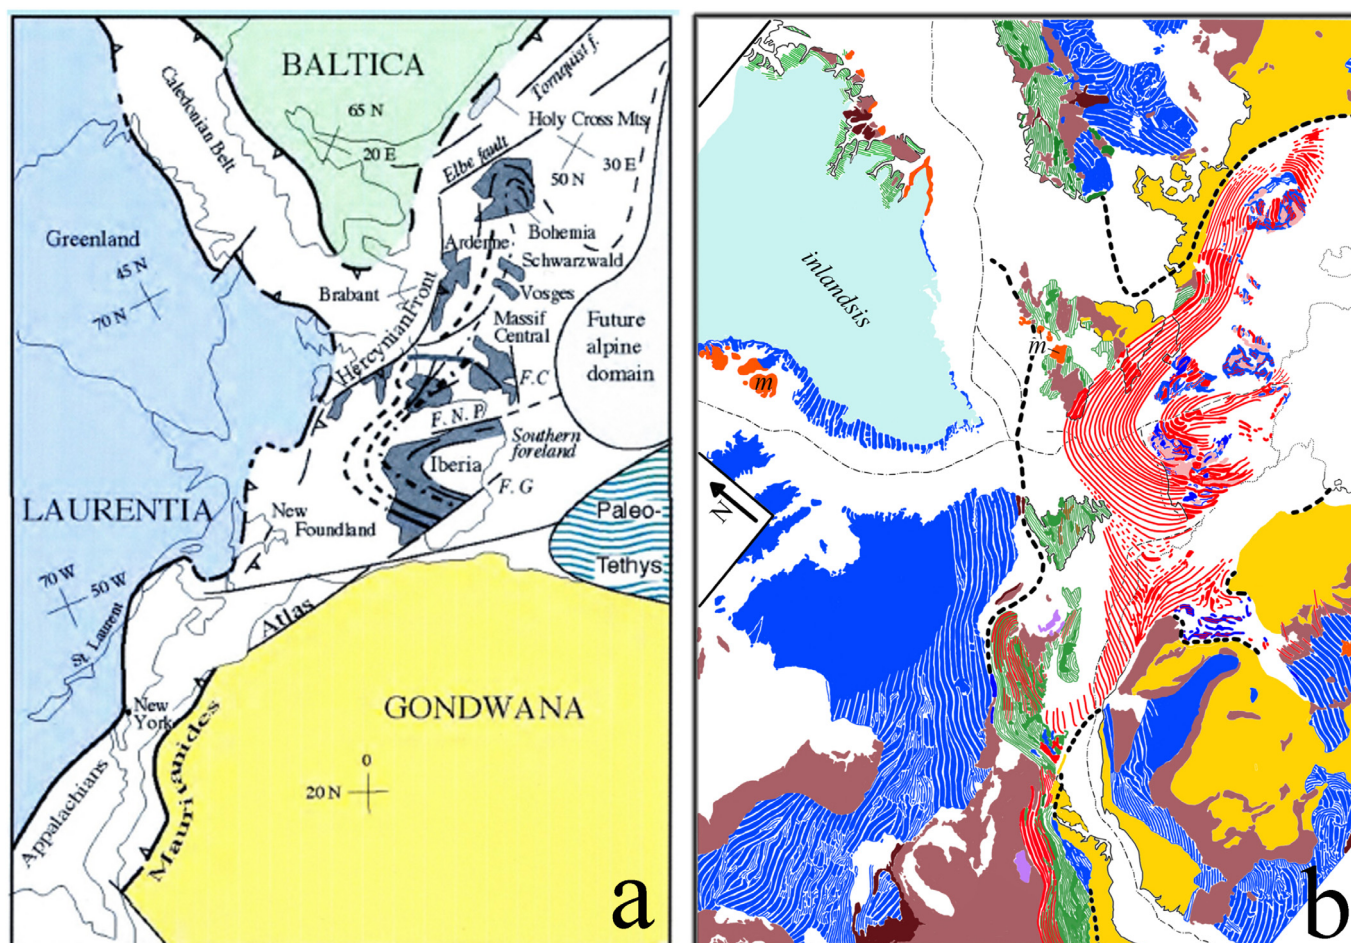 BALTICA
Tornquist f.
Caledonian Belt
65 N
20 E
Holy Cross Mts
Elbe fault
30 E
50 N
Greenland
45 N
70 N
Bohemia
Ardenne
Schwarzwald
Brabant
Vosges
Hercynian Front
Massif
Central
Future
alpine
domain
F.C
F. N. P.
Southern
foreland
Iberia
F. G
LAURENTIA
New
Foundland
Paleo-
Tethys
70 W
50 W
St. Laurent
Atlas
New
York
GONDWANA
Mauritanides
0
20 N
Appalachians
a
inlandsis
m
m
N
b